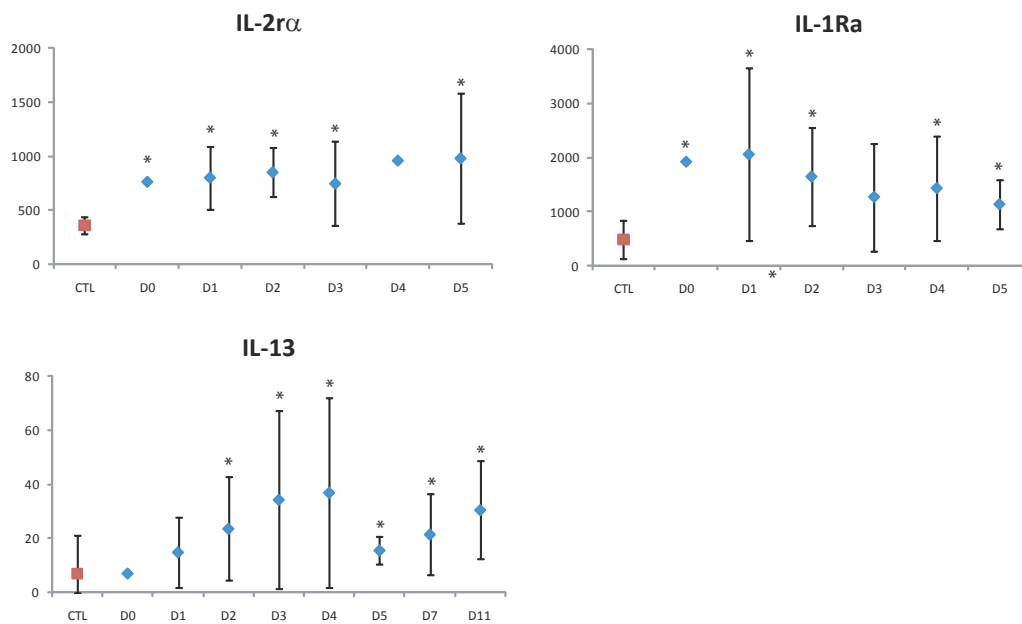 IL-2rα
2000
1500
1000
500
0
* * * * *
CTL D0 D1 D2 D3 D4 D5
IL-1Ra
4000
3000
2000
1000
0
* * * * *
CTL D0 D1 D2 D3 D4 D5
*
IL-13
80
60
40
20
0
* * * * * *
CTL D0 D1 D2 D3 D4 D5 D7 D11